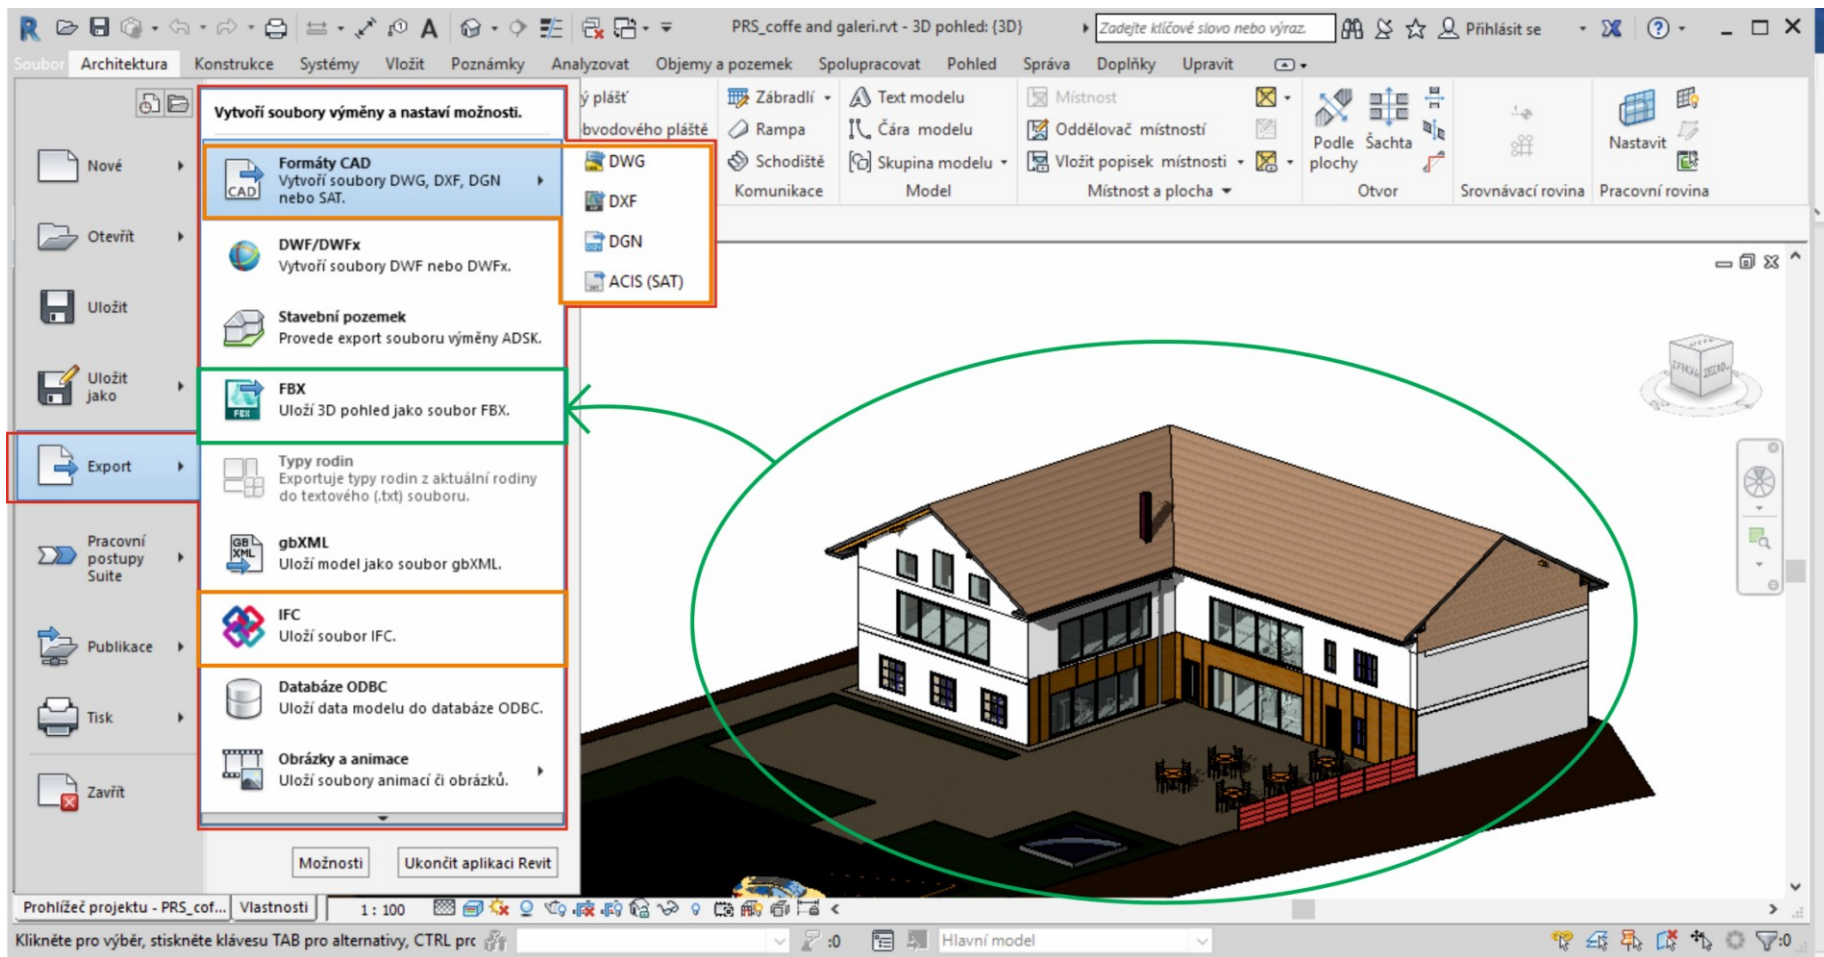 PRS_coffe and galeri.rvt - 3D pohled: {3D}
Zadejte klíčové slovo nebo výraz.
Přihlásit se
Soubor Architektura Konstrukce Systémy Vložit Poznámky Analyzovat Objemy a pozemek Spolupracovat Pohled Správa Doplňky Upravit
Vytvoří soubory výměny a nastaví možnosti.
Nové
Otevřít
Uložit
Uložit
jako
Export
Pracovní
postupy
Suite
Publikace
Tisk
Zavřít
Formáty CAD
Vytvoří soubory DWG, DXF, DGN
nebo SAT.
CAD
DWF/DWFx
Vytvoří soubory DWF nebo DWFx.
Stavební pozemek
Provede export souboru výměny ADSK.
FBX
Uloží 3D pohled jako soubor FBX.
FBX
Typy rodin
Exportuje typy rodin z aktuální rodiny
do textového (.txt) souboru.
gbXML
Uloží model jako soubor gbXML.
GB
XML
IFC
Uloží soubor IFC.
Databáze ODBC
Uloží data modelu do databáze ODBC.
Obrázky a animace
Uloží soubory animací či obrázků.
Možnosti
Ukončit aplikaci Revit
DWG
DXF
DGN
ACIS (SAT)
ý plášť
bvodového pláště
Zábradlí
Rampa
Schodiště
Komunikace
Text modelu
Čára modelu
Skupina modelu
Model
Místnost
Oddělovač místností
Vložit popisek místnosti
Místnost a plocha
Podle
plochy
Šachta
Otvor
Srovnávací rovina
Nastavit
Pracovní rovina
Prohlížeč projektu - PRS_cof... Vlastnosti
1 : 100
Klikněte pro výběr, stiskněte klávesu TAB pro alternativy, CTRL prc
:0
Hlavní model
:0